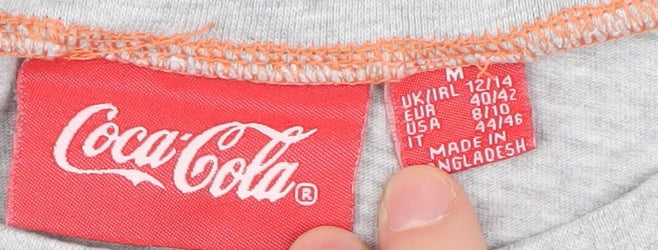 Coca-Cola®
M
UK/IRL 12/14
EUR 40/42
USA 8/10
IT 44/46
MADE IN
NGLADESH